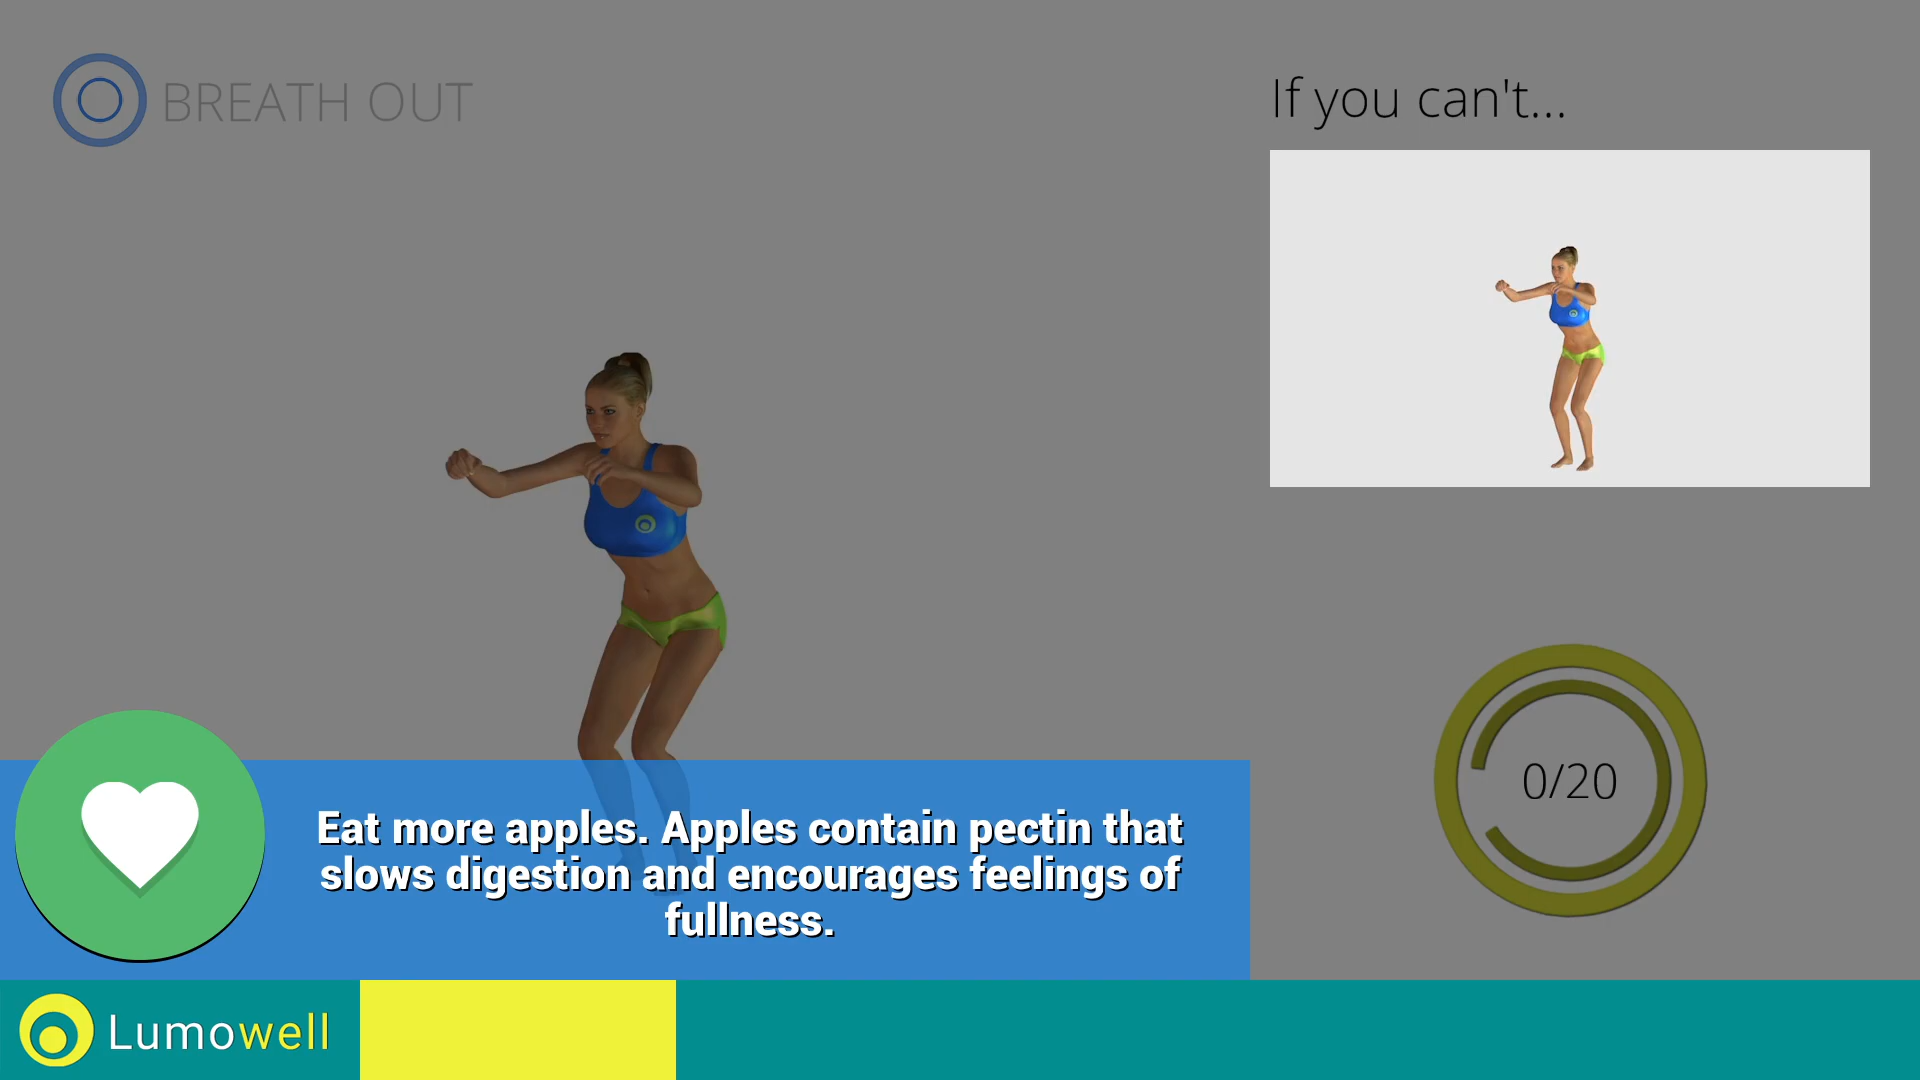 BREATH OUT
If you can't...
0/20
Eat more apples. Apples contain pectin that
slows digestion and encourages feelings of
fullness.
Lumowell